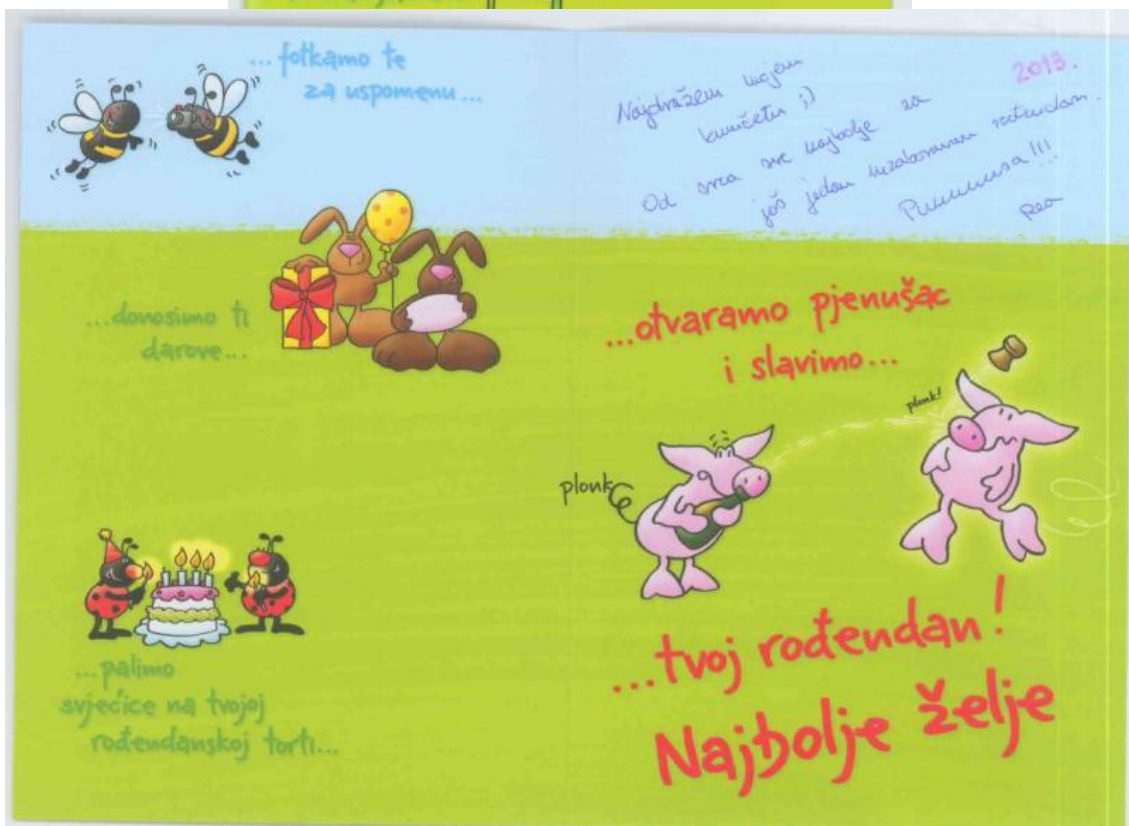 ...fotkamo te
za uspomenu...
...donosimo ti
darove...
...palimo
svjećice na tvojoj
rođendanskoj torti...
2013.
Najdražem mojem
kumčetu ;)
Od srca sve najbolje za
još jedan nezaboravan rođendan.
Puuuuusa!!!
Rea
...otvaramo pjenušac
i slavimo...
plonk!
plonk
...tvoj rođendan!
Najbolje želje